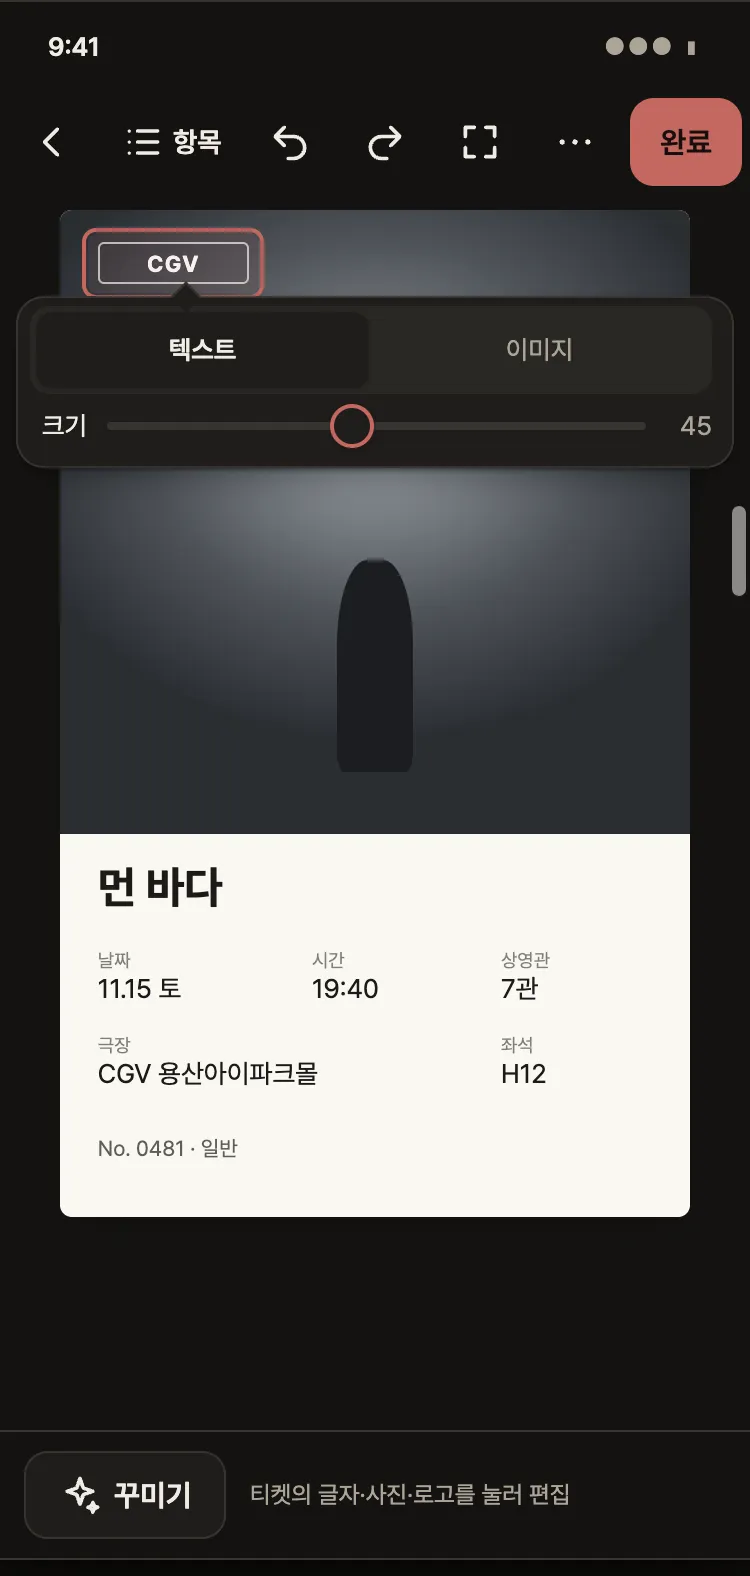 9:41
항목
완료
CGV
텍스트 이미지
크기 45
먼 바다
날짜 시간 상영관
11.15 토 19:40 7관
극장 좌석
CGV 용산아이파크몰 H12
No. 0481 · 일반
꾸미기 티켓의 글자·사진·로고를 눌러 편집